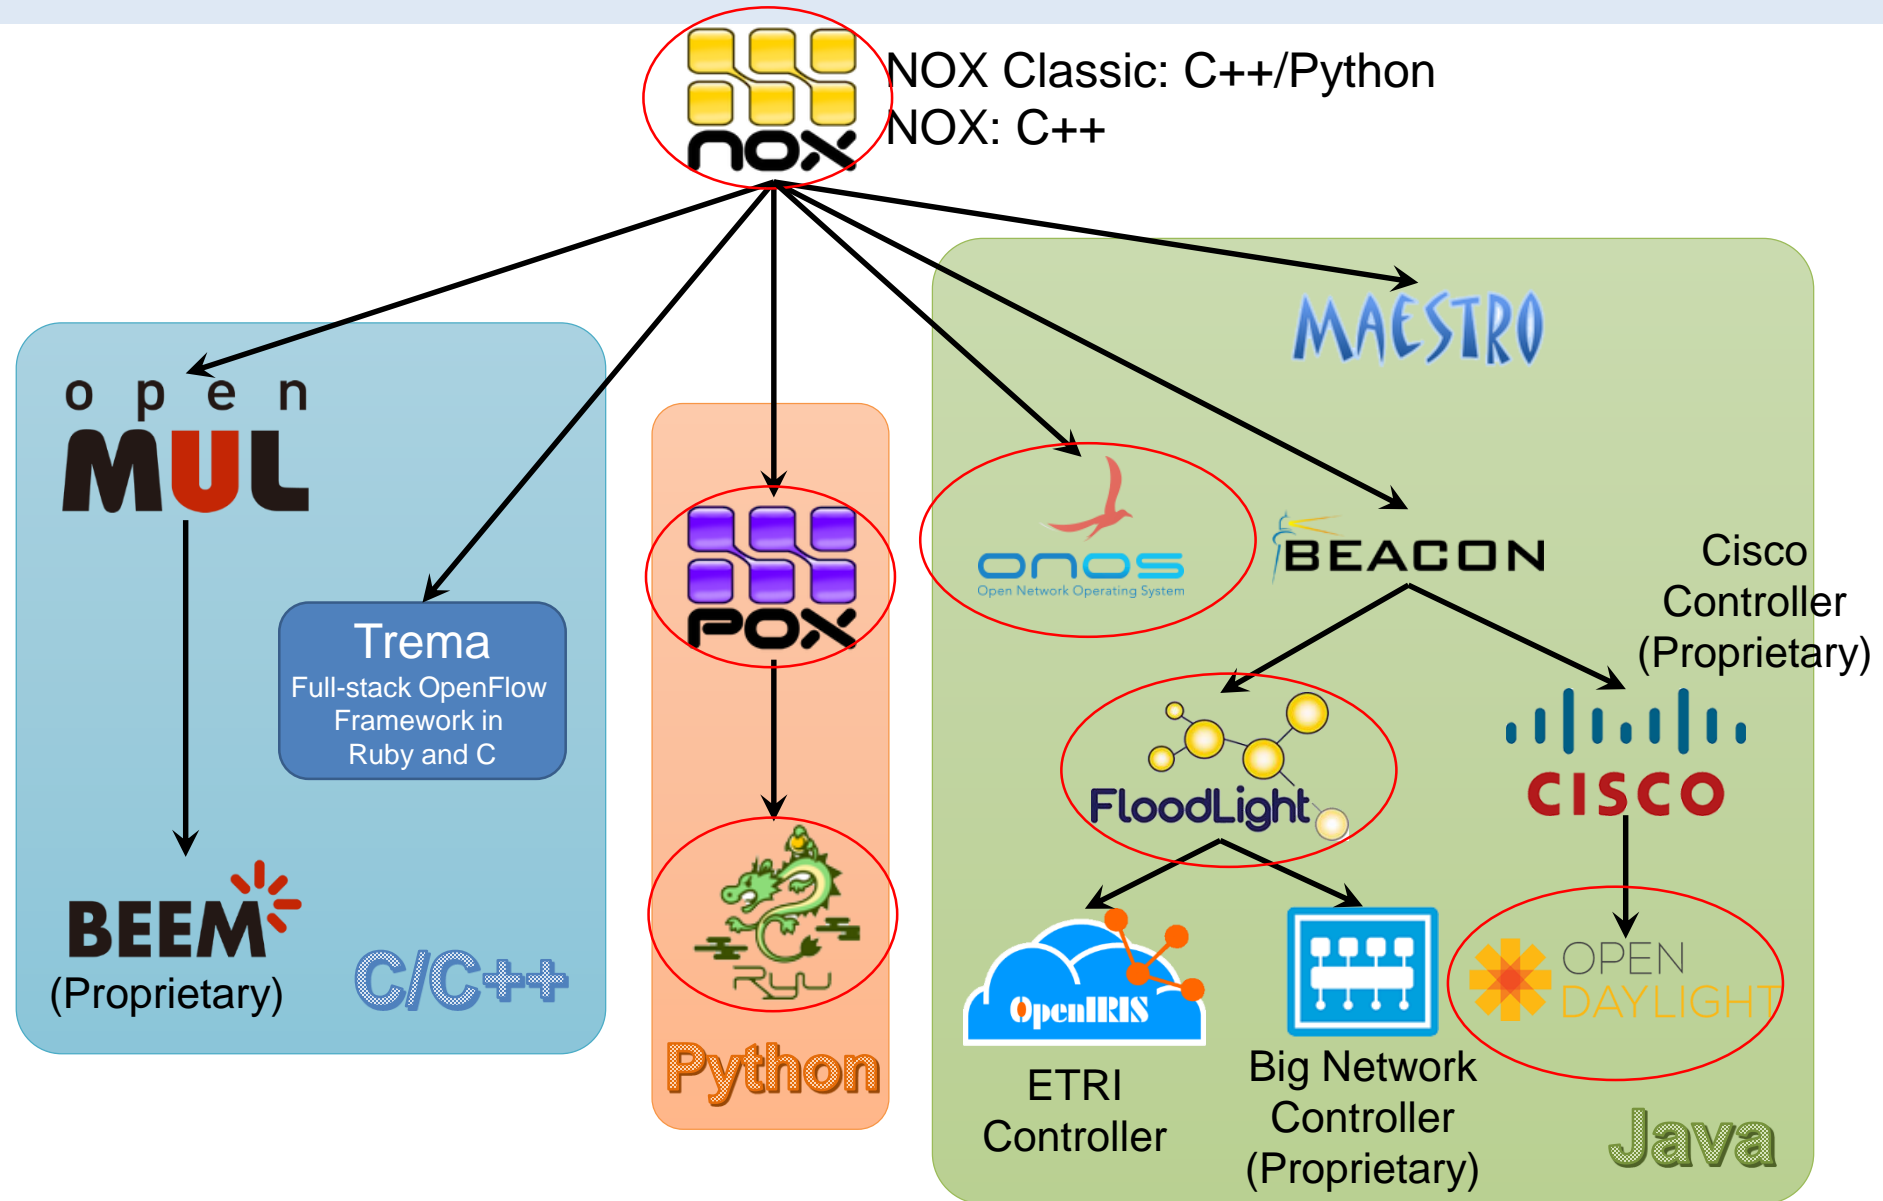 nox
NOX Classic: C++/Python
NOX: C++
MAESTRO
open
MUL
Trema
Full-stack OpenFlow
Framework in
Ruby and C
BEEM
(Proprietary)
C/C++
POX
RYU
Python
onos
Open Network Operating System
BEACON
Cisco
Controller
(Proprietary)
FloodLight
CISCO
OpenIRIS
ETRI
Controller
Big Network
Controller
(Proprietary)
OPEN
DAYLIGHT
Java